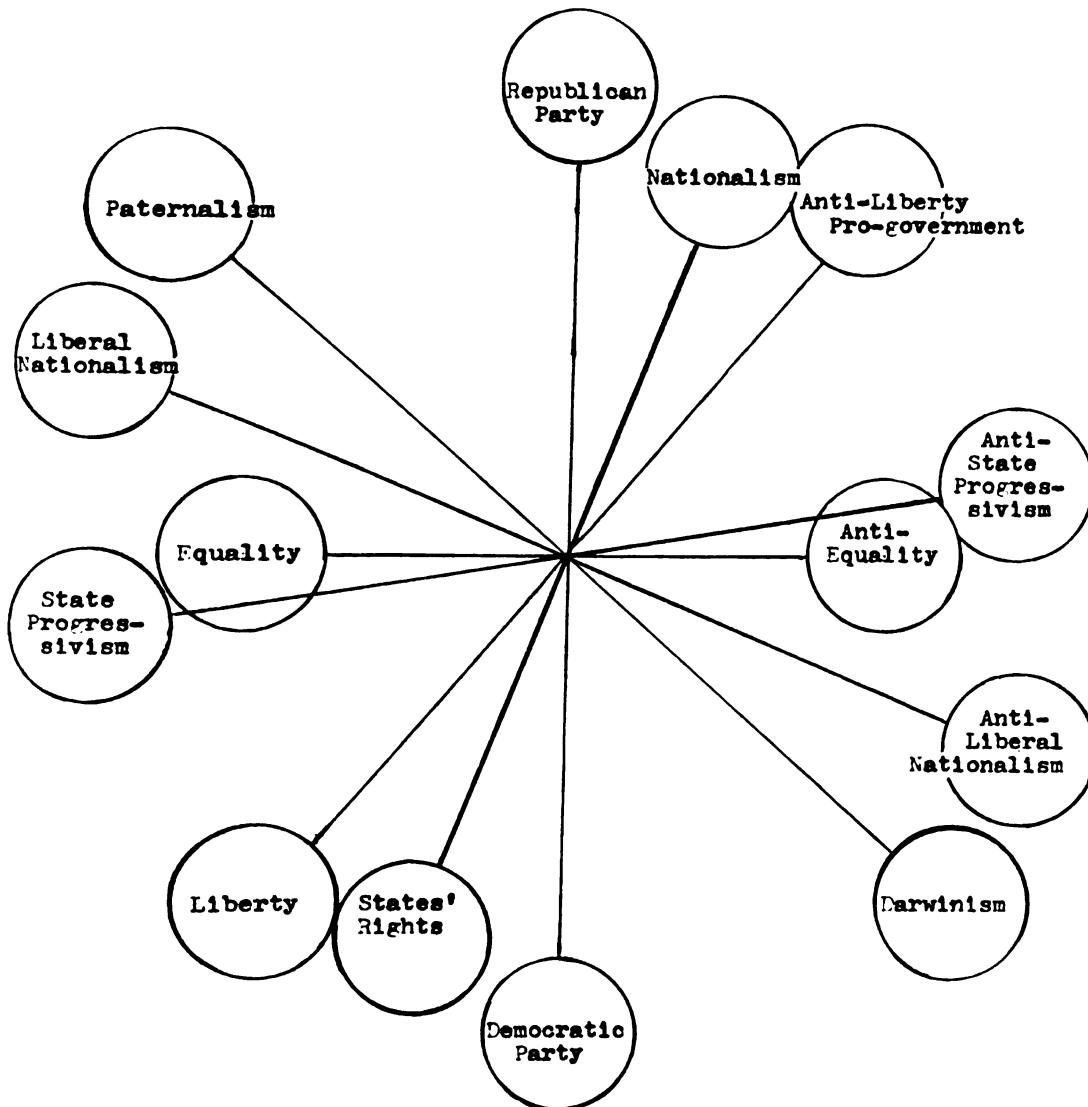 Republican
Party
Nationalism
Anti-Liberty
Pro-government
Paternalism
Liberal
Nationalism
Anti-
State
Progres-
sivism
Equality
Anti-
Equality
State
Progres-
sivism
Anti-
Liberal
Nationalism
Liberty
States'
Rights
Darwinism
Democratic
Party